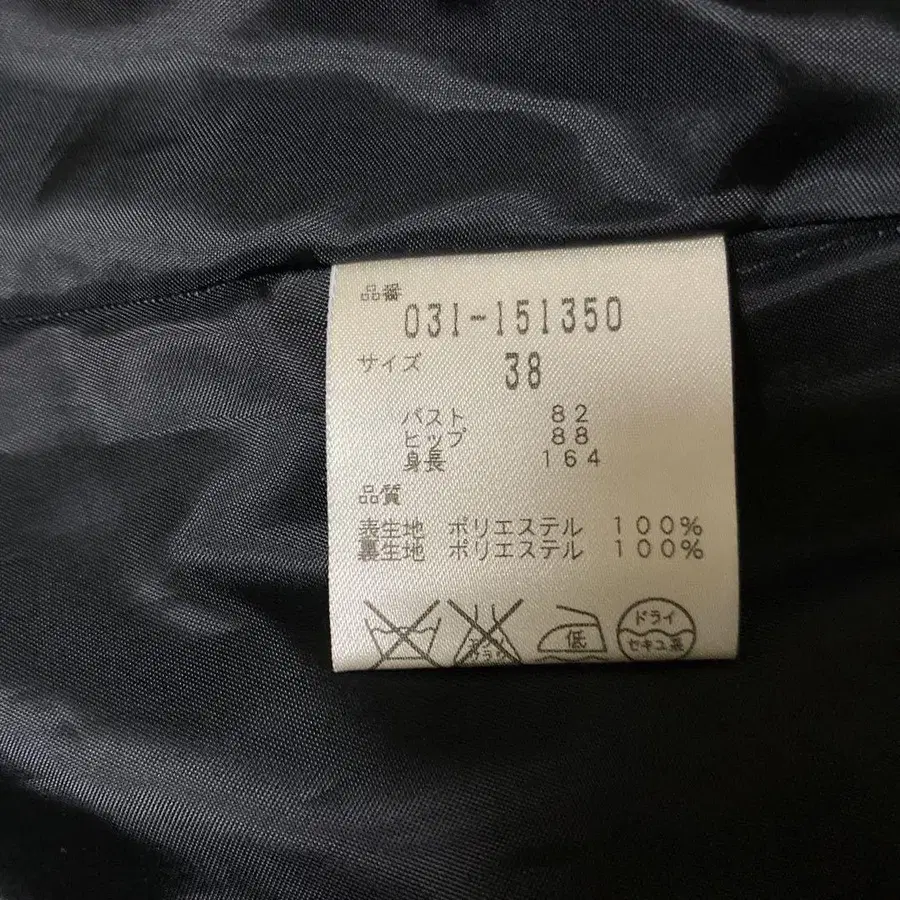 品番
031-151350
サイズ
38
バスト 82
ヒップ 88
身長 164
品質
表生地 ポリエステル 100%
裏生地 ポリエステル 100%
低
ドライ
セキユ系